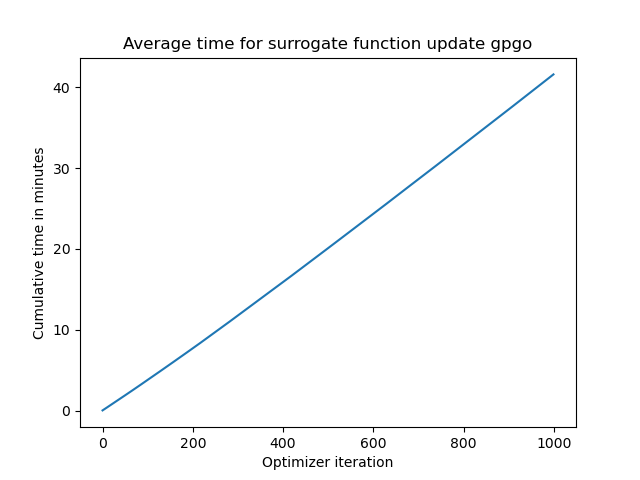 Average time for surrogate function update gpgo
Cumulative time in minutes
40
30
20
10
0
0 200 400 600 800 1000
Optimizer iteration